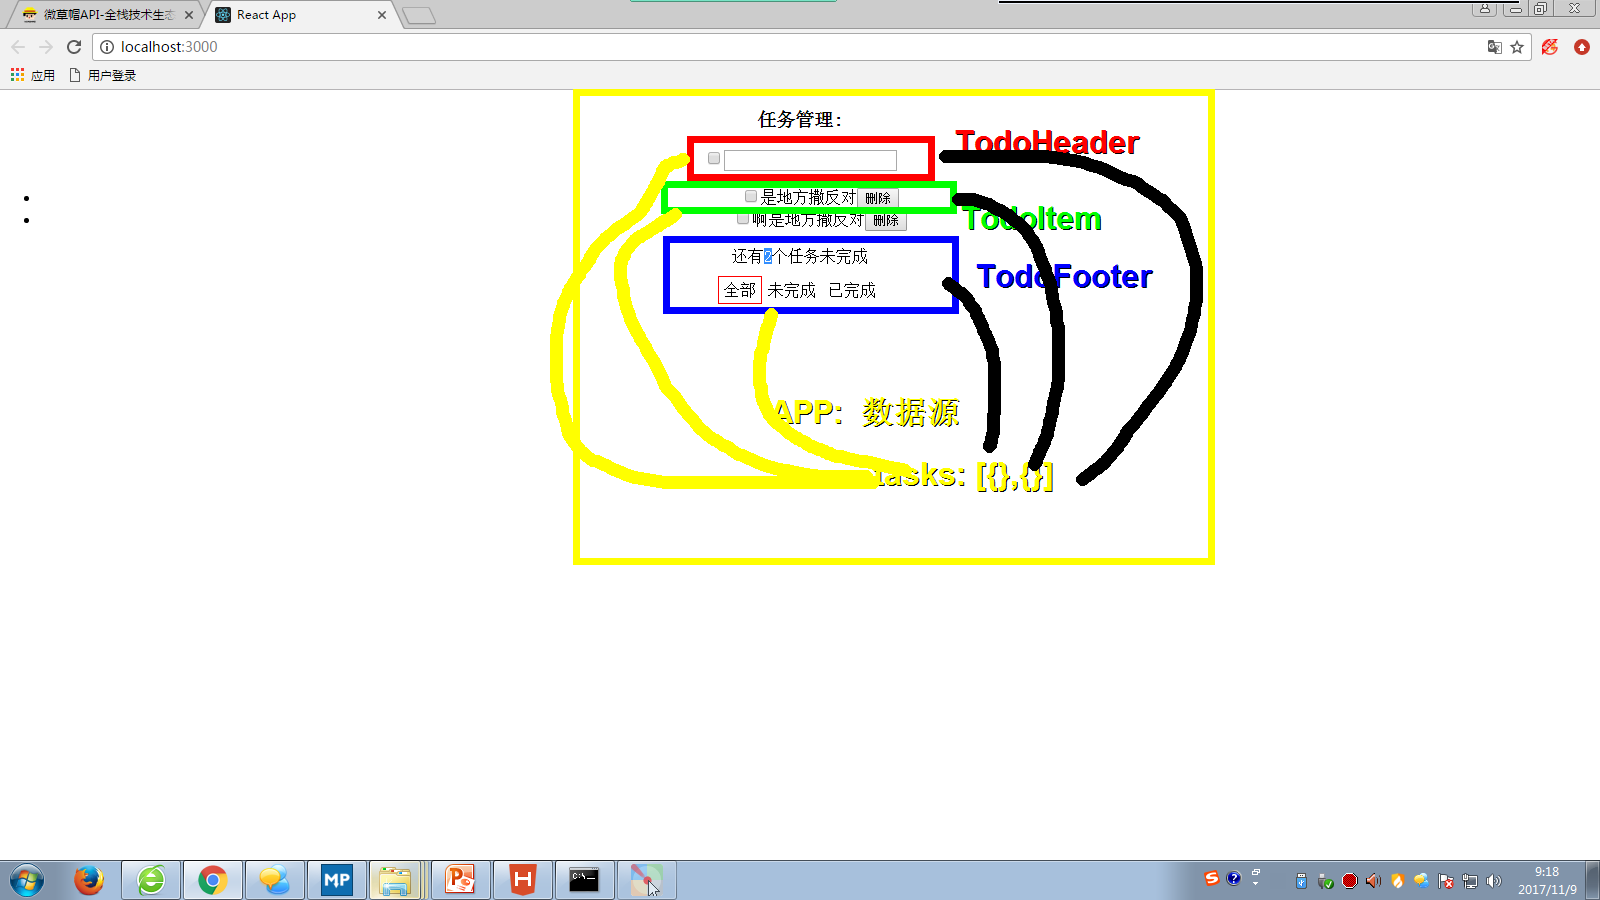 微草帽API-全栈技术生态
React App
localhost:3000
应用
用户登录
任务管理：
TodoHeader
是地方撒反对 删除
TodoItem
啊是地方撒反对 删除
还有2个任务未完成
TodoFooter
全部 未完成 已完成
APP: 数据源
tasks: [{},{}]
9:18
2017/11/9